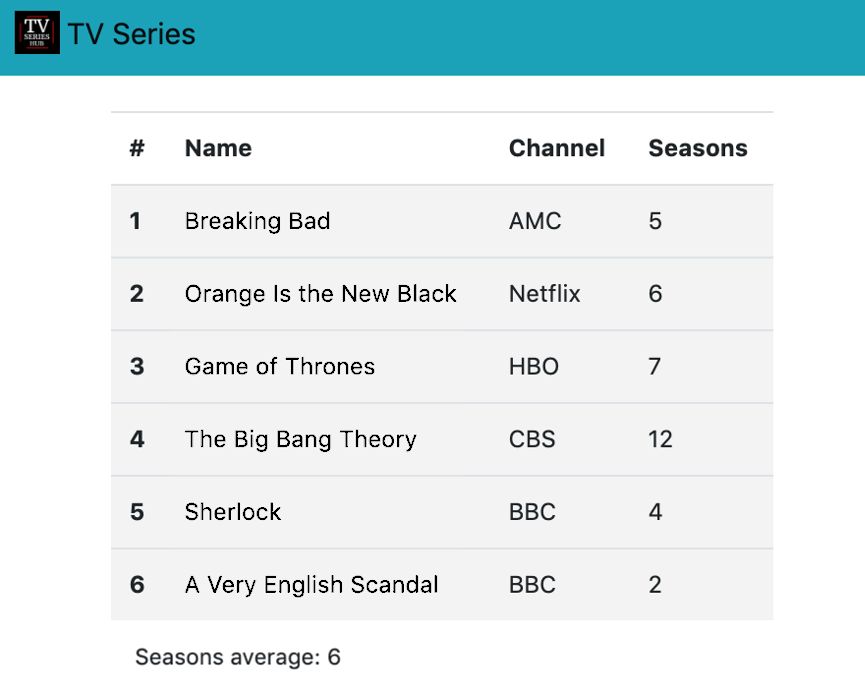 TV
SERIES
HUB
TV Series
# Name Channel Seasons
1 Breaking Bad AMC 5
2 Orange Is the New Black Netflix 6
3 Game of Thrones HBO 7
4 The Big Bang Theory CBS 12
5 Sherlock BBC 4
6 A Very English Scandal BBC 2
Seasons average: 6